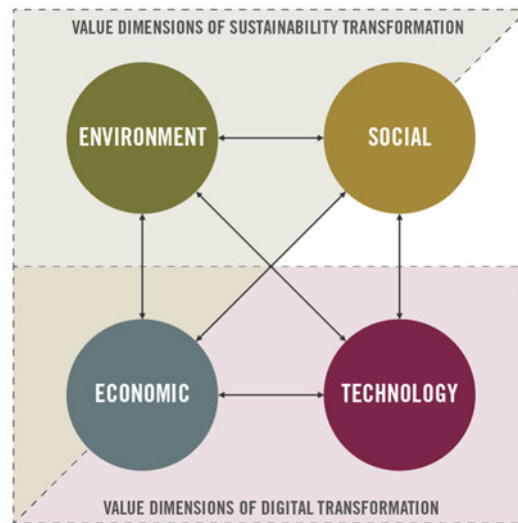 VALUE DIMENSIONS OF SUSTAINABILITY TRANSFORMATION
ENVIRONMENT
SOCIAL
ECONOMIC
TECHNOLOGY
VALUE DIMENSIONS OF DIGITAL TRANSFORMATION